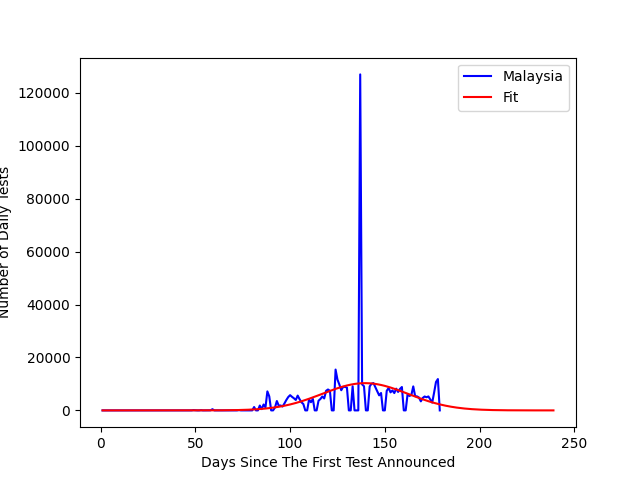 Malaysia
Fit
120000
100000
80000
60000
40000
20000
0
Number of Daily Tests
0 50 100 150 200 250
Days Since The First Test Announced